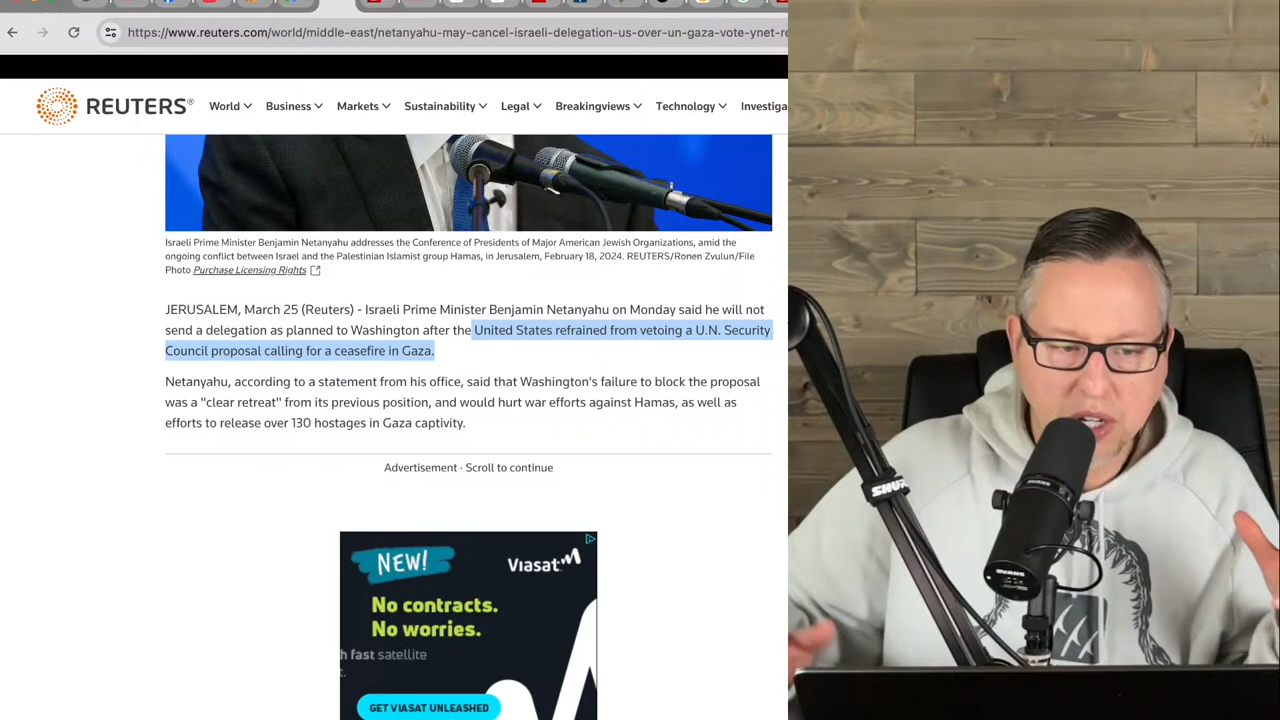 https://www.reuters.com/world/middle-east/netanyahu-may-cancel-israeli-delegation-us-over-un-gaza-vote-ynet-re
REUTERS®
World Business Markets Sustainability Legal Breakingviews Technology Investiga
Israeli Prime Minister Benjamin Netanyahu addresses the Conference of Presidents of Major American Jewish Organizations, amid the
ongoing conflict between Israel and the Palestinian Islamist group Hamas, in Jerusalem, February 18, 2024. REUTERS/Ronen Zvulun/File
Photo Purchase Licensing Rights
JERUSALEM, March 25 (Reuters) - Israeli Prime Minister Benjamin Netanyahu on Monday said he will not
send a delegation as planned to Washington after the United States refrained from vetoing a U.N. Security
Council proposal calling for a ceasefire in Gaza.
Netanyahu, according to a statement from his office, said that Washington's failure to block the proposal
was a "clear retreat" from its previous position, and would hurt war efforts against Hamas, as well as
efforts to release over 130 hostages in Gaza captivity.
Advertisement · Scroll to continue
NEW!
Viasat
No contracts.
No worries.
h fast satellite
t.
GET VIASAT UNLEASHED
SHUR